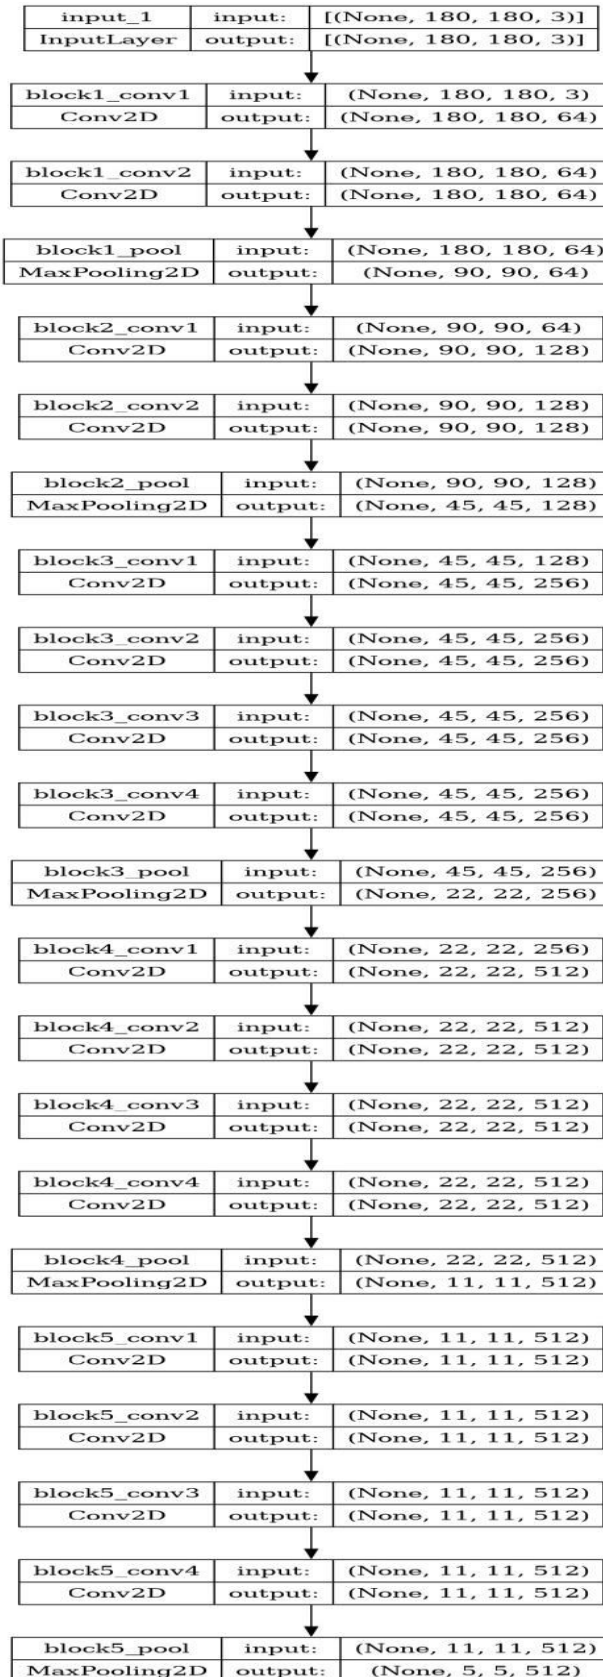 input_1 input: [(None, 180, 180, 3)]
InputLayer output: [(None, 180, 180, 3)]
block1_conv1 input: (None, 180, 180, 3)
Conv2D output: (None, 180, 180, 64)
block1_conv2 input: (None, 180, 180, 64)
Conv2D output: (None, 180, 180, 64)
block1_pool input: (None, 180, 180, 64)
MaxPooling2D output: (None, 90, 90, 64)
block2_conv1 input: (None, 90, 90, 64)
Conv2D output: (None, 90, 90, 128)
block2_conv2 input: (None, 90, 90, 128)
Conv2D output: (None, 90, 90, 128)
block2_pool input: (None, 90, 90, 128)
MaxPooling2D output: (None, 45, 45, 128)
block3_conv1 input: (None, 45, 45, 128)
Conv2D output: (None, 45, 45, 256)
block3_conv2 input: (None, 45, 45, 256)
Conv2D output: (None, 45, 45, 256)
block3_conv3 input: (None, 45, 45, 256)
Conv2D output: (None, 45, 45, 256)
block3_conv4 input: (None, 45, 45, 256)
Conv2D output: (None, 45, 45, 256)
block3_pool input: (None, 45, 45, 256)
MaxPooling2D output: (None, 22, 22, 256)
block4_conv1 input: (None, 22, 22, 256)
Conv2D output: (None, 22, 22, 512)
block4_conv2 input: (None, 22, 22, 512)
Conv2D output: (None, 22, 22, 512)
block4_conv3 input: (None, 22, 22, 512)
Conv2D output: (None, 22, 22, 512)
block4_conv4 input: (None, 22, 22, 512)
Conv2D output: (None, 22, 22, 512)
block4_pool input: (None, 22, 22, 512)
MaxPooling2D output: (None, 11, 11, 512)
block5_conv1 input: (None, 11, 11, 512)
Conv2D output: (None, 11, 11, 512)
block5_conv2 input: (None, 11, 11, 512)
Conv2D output: (None, 11, 11, 512)
block5_conv3 input: (None, 11, 11, 512)
Conv2D output: (None, 11, 11, 512)
block5_conv4 input: (None, 11, 11, 512)
Conv2D output: (None, 11, 11, 512)
block5_pool input: (None, 11, 11, 512)
MaxPooling2D output: (None, 5, 5, 512)